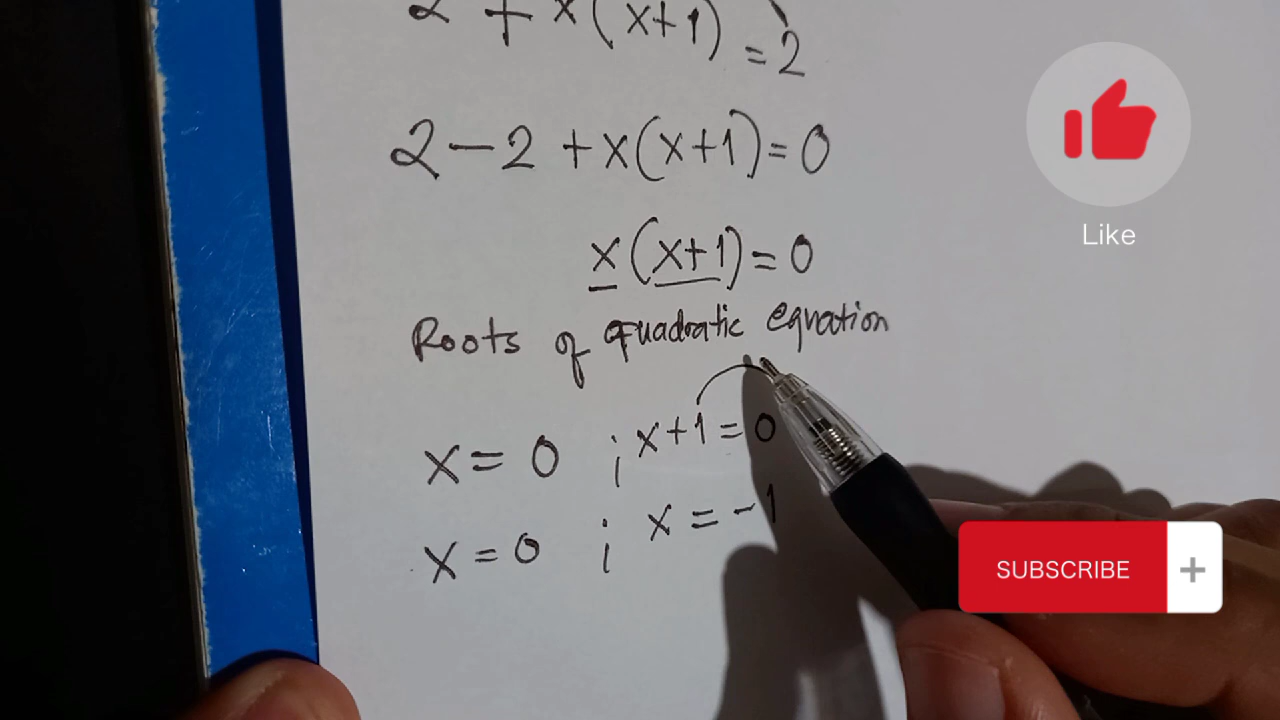 2 + x(x+1) = 2
2 - 2 + x(x+1) = 0
x(x+1) = 0
Roots of quadratic equation
x = 0 ; x+1 = 0
x = 0 ; x = -1
Like
SUBSCRIBE +